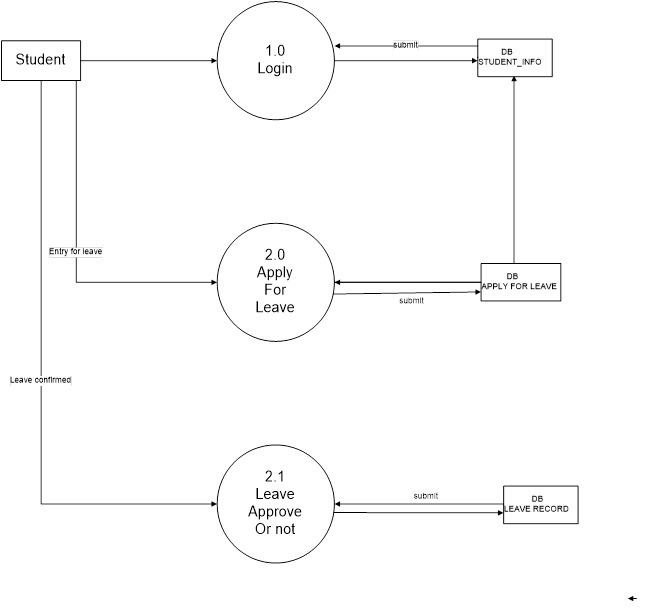 Student
1.0
Login
submit
DB
STUDENT_INFO
Entry for leave
2.0
Apply
For
Leave
DB
APPLY FOR LEAVE
submit
Leave confirmed
2.1
Leave
Approve
Or not
submit
DB
LEAVE RECORD